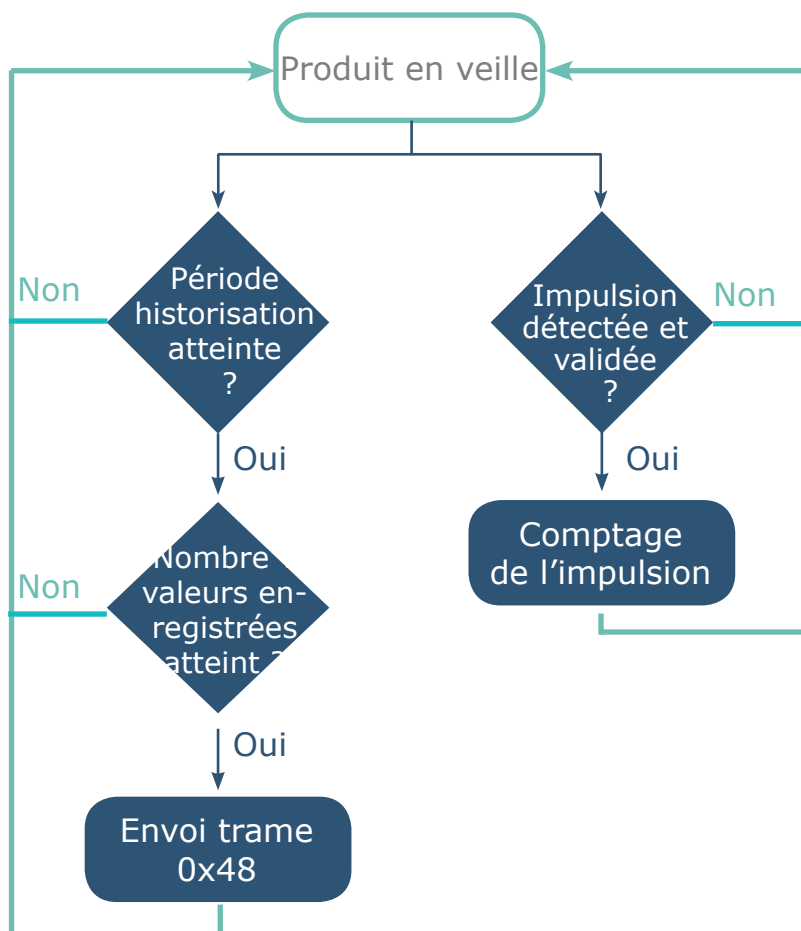 Produit en veille
Période
historisation
atteinte
?
Non
Oui
Impulsion
détectée et
validée
?
Non
Oui
Nombre
valeurs en-
registrées
atteint ?
Non
Oui
Comptage
de l’impulsion
Envoi trame
0x48